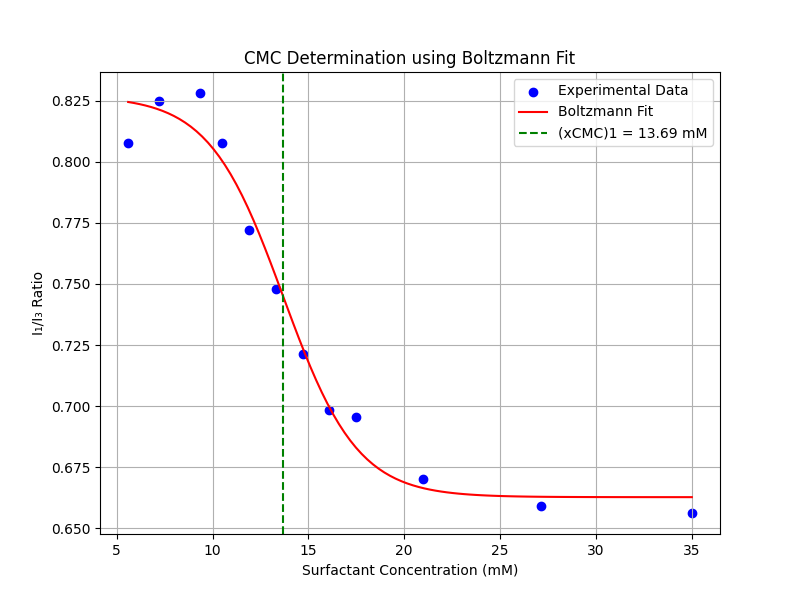 CMC Determination using Boltzmann Fit
Experimental Data
Boltzmann Fit
(xCMC)1 = 13.69 mM
I₁/I₃ Ratio
0.825
0.800
0.775
0.750
0.725
0.700
0.675
0.650
5 10 15 20 25 30 35
Surfactant Concentration (mM)